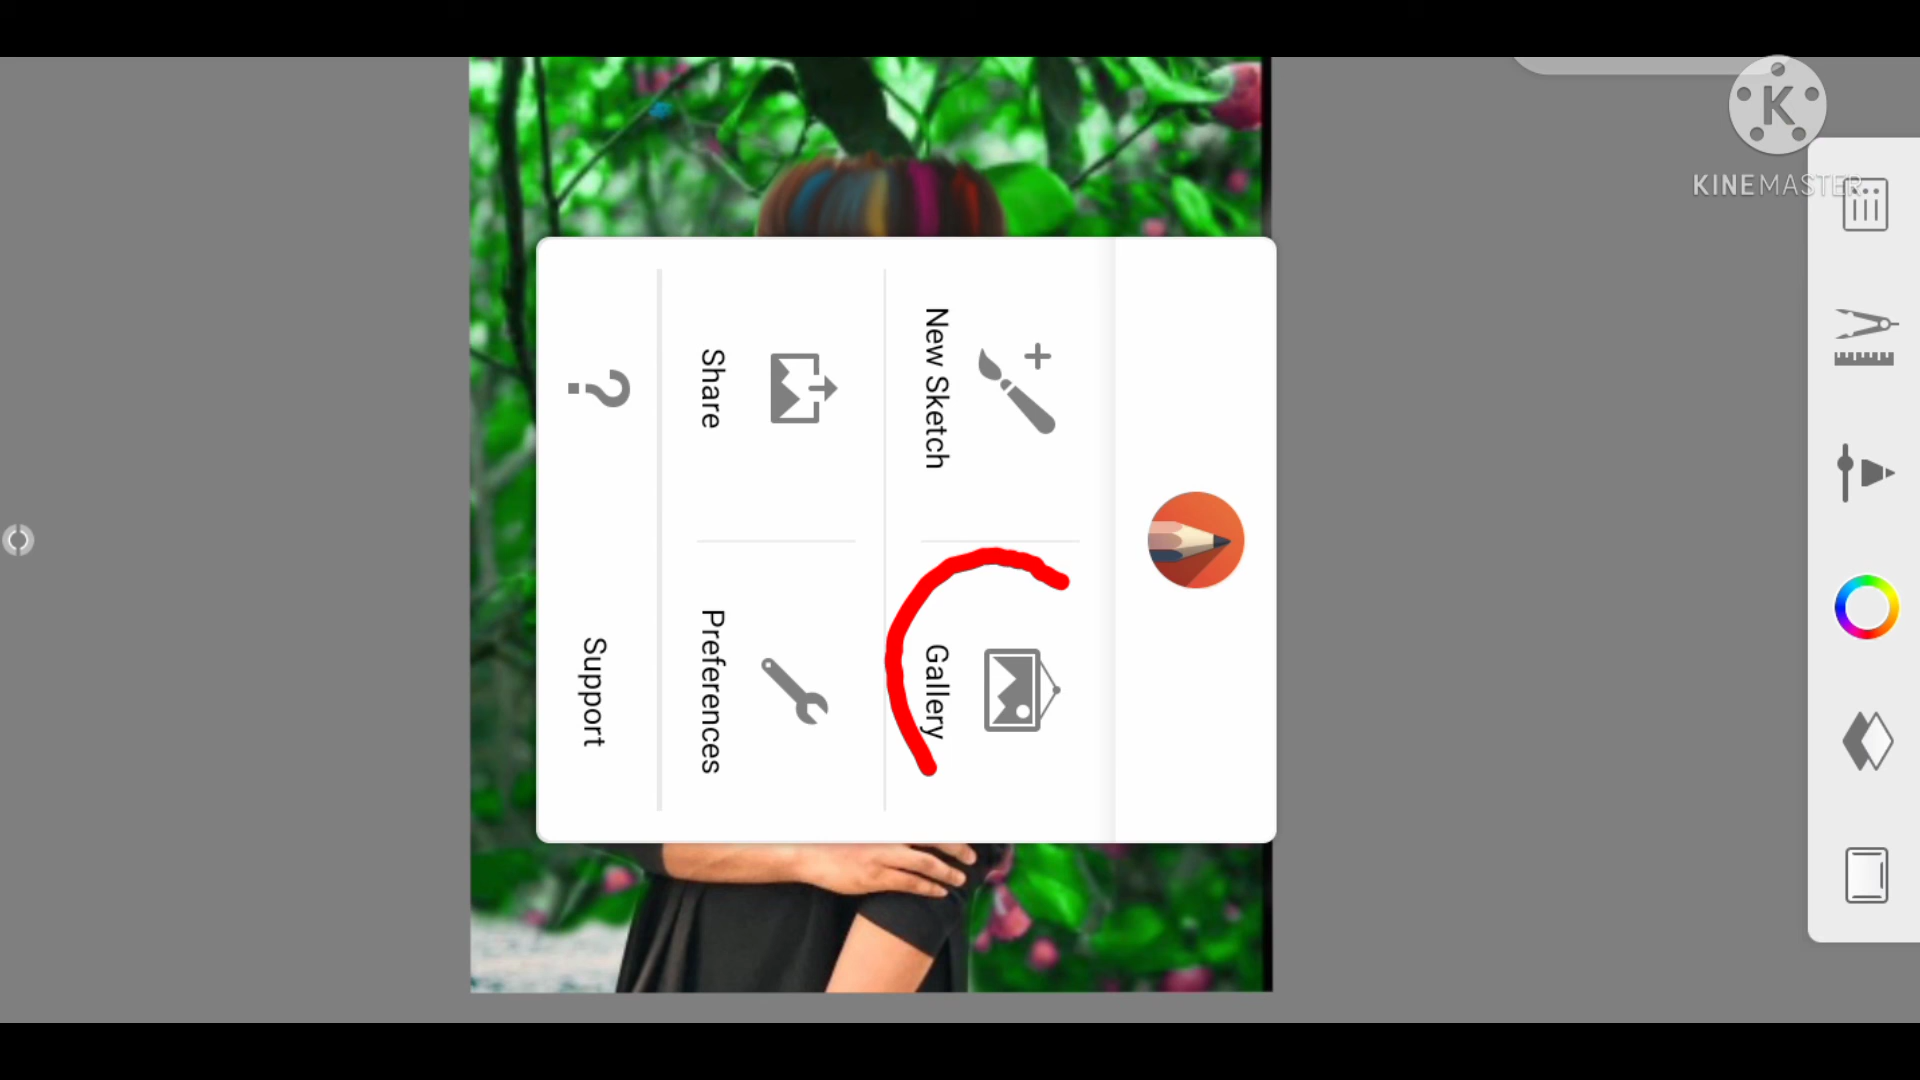 K
KINEMASTER
New Sketch
Gallery
Share
Preferences
Support